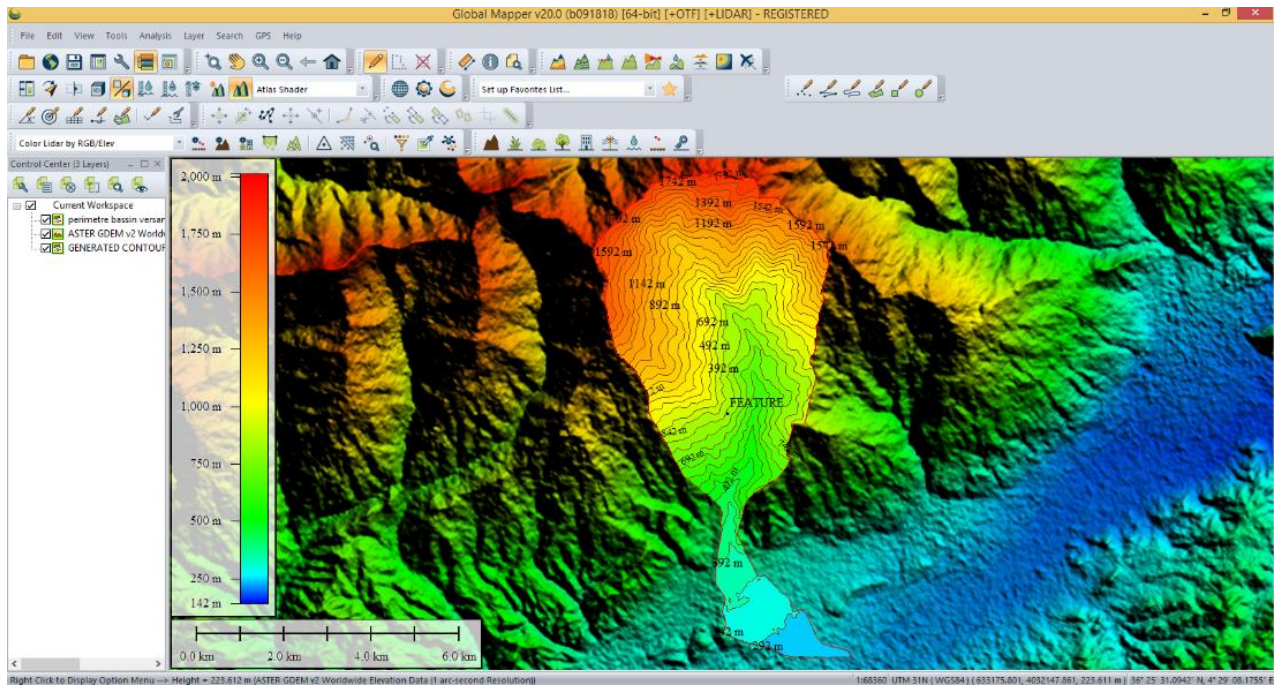 Global Mapper v20.0 (b091818) [64-bit] [+OTF] [+LIDAR] - REGISTERED
File Edit View Tools Analysis Layer Search GPS Help
Atlas Shader
Set up Favorites List...
Color Lidar by RGB/Elev
Control Center (3 Layers)
Current Workspace
perimetre bassin versan
ASTER GDEM v2 Worldw
GENERATED CONTOUF
2,000 m
1,750 m
1,500 m
1,250 m
1,000 m
750 m
500 m
250 m
142 m
1742 m
1392 m
1542 m
1192 m
1592 m
1592 m
1142 m
892 m
692 m
492 m
392 m
FEATURE
842 m
692 m
292 m
0.0 km 2.0 km 4.0 km 6.0 km
Right Click to Display Option Menu --> Height = 223.612 m (ASTER GDEM v2 Worldwide Elevation Data (1 arc-second Resolution))
1:68360 UTM 31N ( WGS84 ) ( 633175.801, 4032147.861, 223.611 m ) 36° 25' 31.0942" N, 4° 29' 08.1755" E